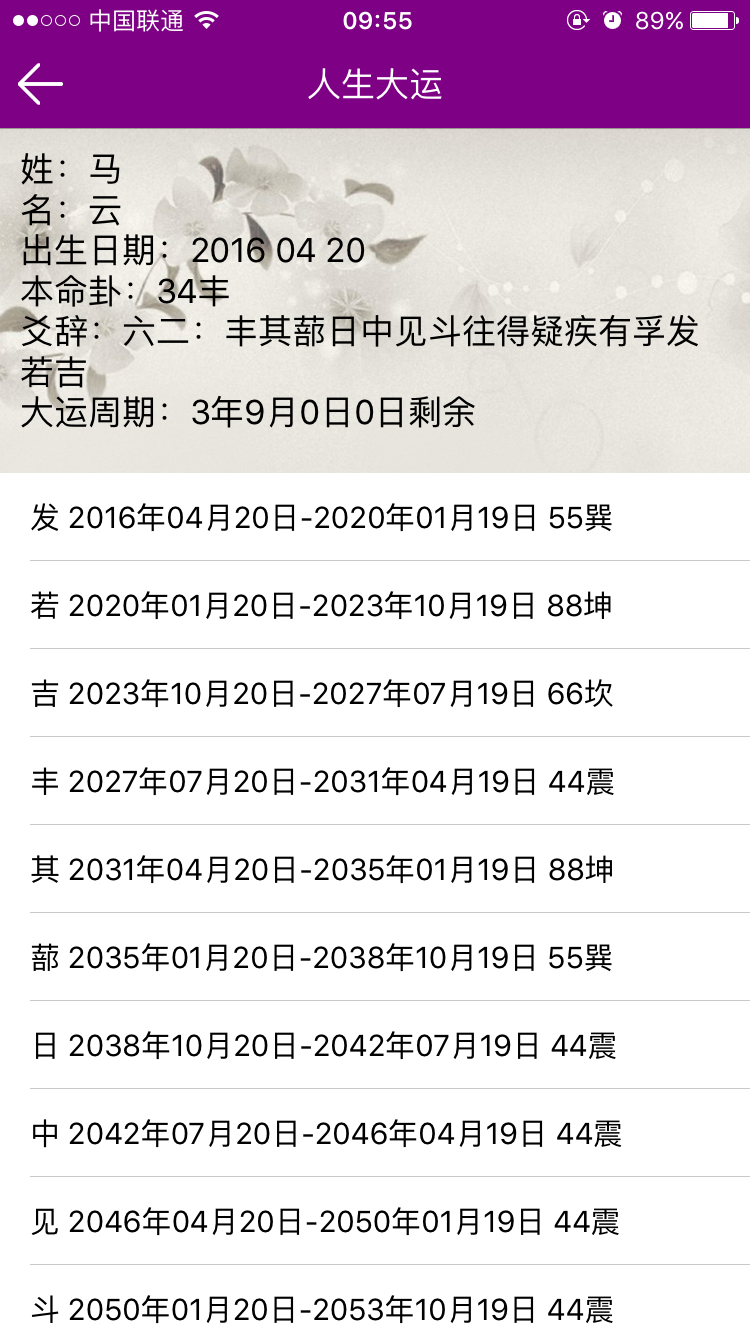 中国联通 09:55 89%
人生大运
姓：马
名：云
出生日期：2016 04 20
本命卦：34丰
爻辞：六二：丰其蔀日中见斗往得疑疾有孚发
若吉
大运周期：3年9月0日0日剩余
发 2016年04月20日-2020年01月19日 55巽
若 2020年01月20日-2023年10月19日 88坤
吉 2023年10月20日-2027年07月19日 66坎
丰 2027年07月20日-2031年04月19日 44震
其 2031年04月20日-2035年01月19日 88坤
蔀 2035年01月20日-2038年10月19日 55巽
日 2038年10月20日-2042年07月19日 44震
中 2042年07月20日-2046年04月19日 44震
见 2046年04月20日-2050年01月19日 44震
斗 2050年01月20日-2053年10月19日 44震